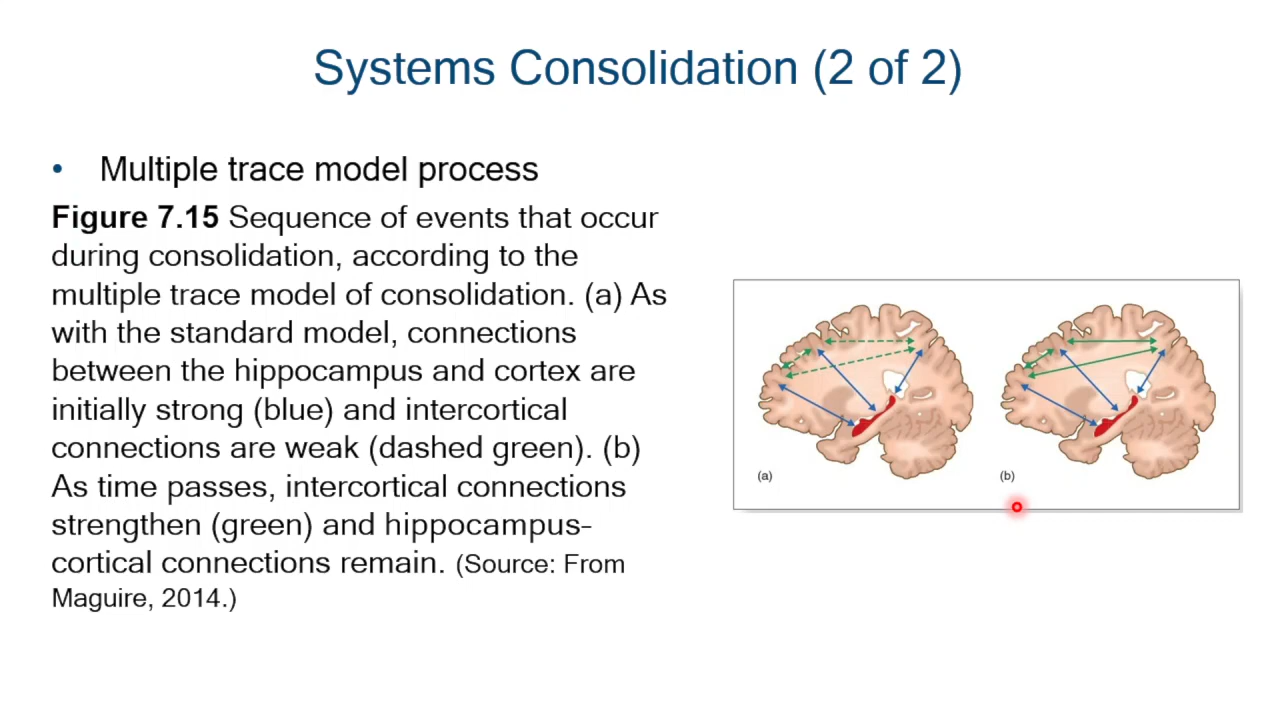 Systems Consolidation (2 of 2)
• Multiple trace model process
Figure 7.15 Sequence of events that occur
during consolidation, according to the
multiple trace model of consolidation. (a) As
with the standard model, connections
between the hippocampus and cortex are
initially strong (blue) and intercortical
connections are weak (dashed green). (b)
As time passes, intercortical connections
strengthen (green) and hippocampus–
cortical connections remain. (Source: From
Maguire, 2014.)
(a)
(b)